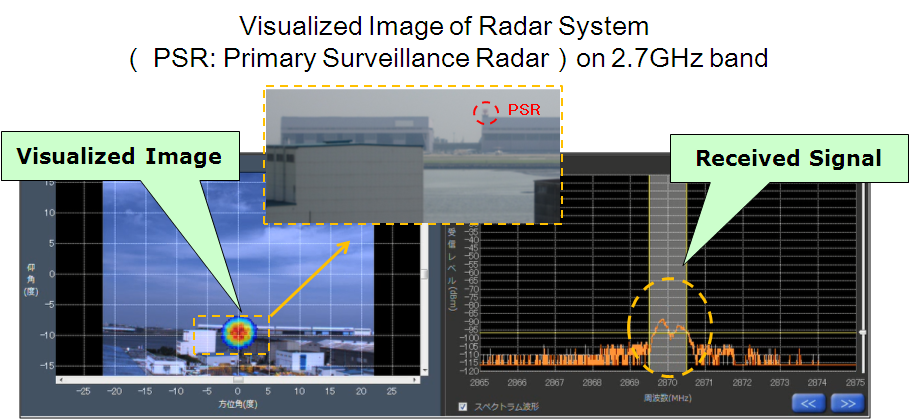 Visualized Image of Radar System
（ PSR: Primary Surveillance Radar）on 2.7GHz band
PSR
Visualized Image
Received Signal
15
5
0
-5
-10
-15
仰角(度)
-25 -20 -15 -10 -5 0 5 10 15 20 25
方位角(度)
受信レベル(dBm)
-35
-40
-45
-50
-55
-60
-65
-70
-75
-80
-85
-90
-95
-100
-105
-110
-115
-120
2865 2866 2867 2868 2869 2870 2871 2872 2873 2874 2875
周波数(MHz)
スペクトラム波形
<< >>